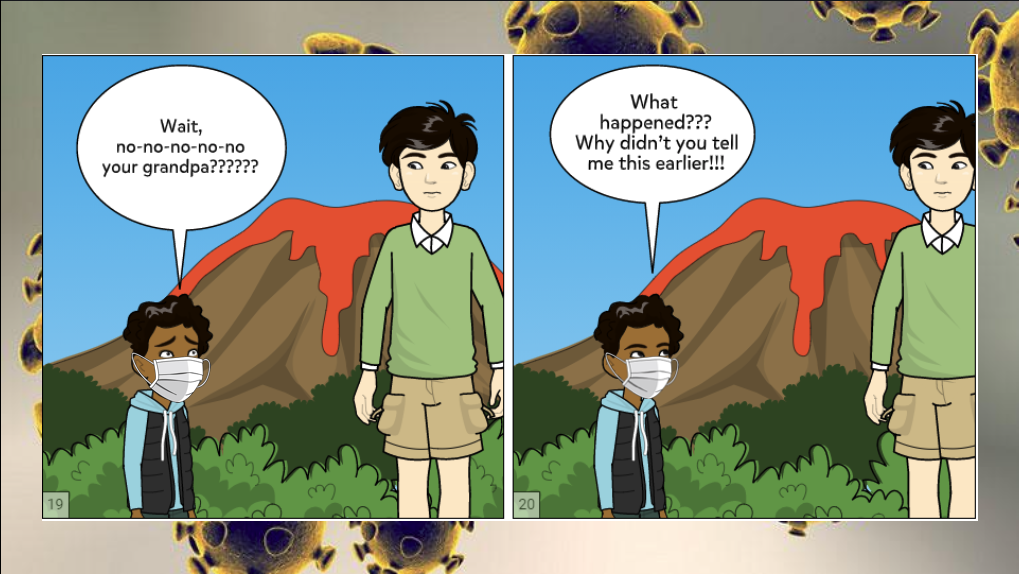 Wait,
no-no-no-no-no
your grandpa??????
19
What
happened???
Why didn't you tell
me this earlier!!!
20